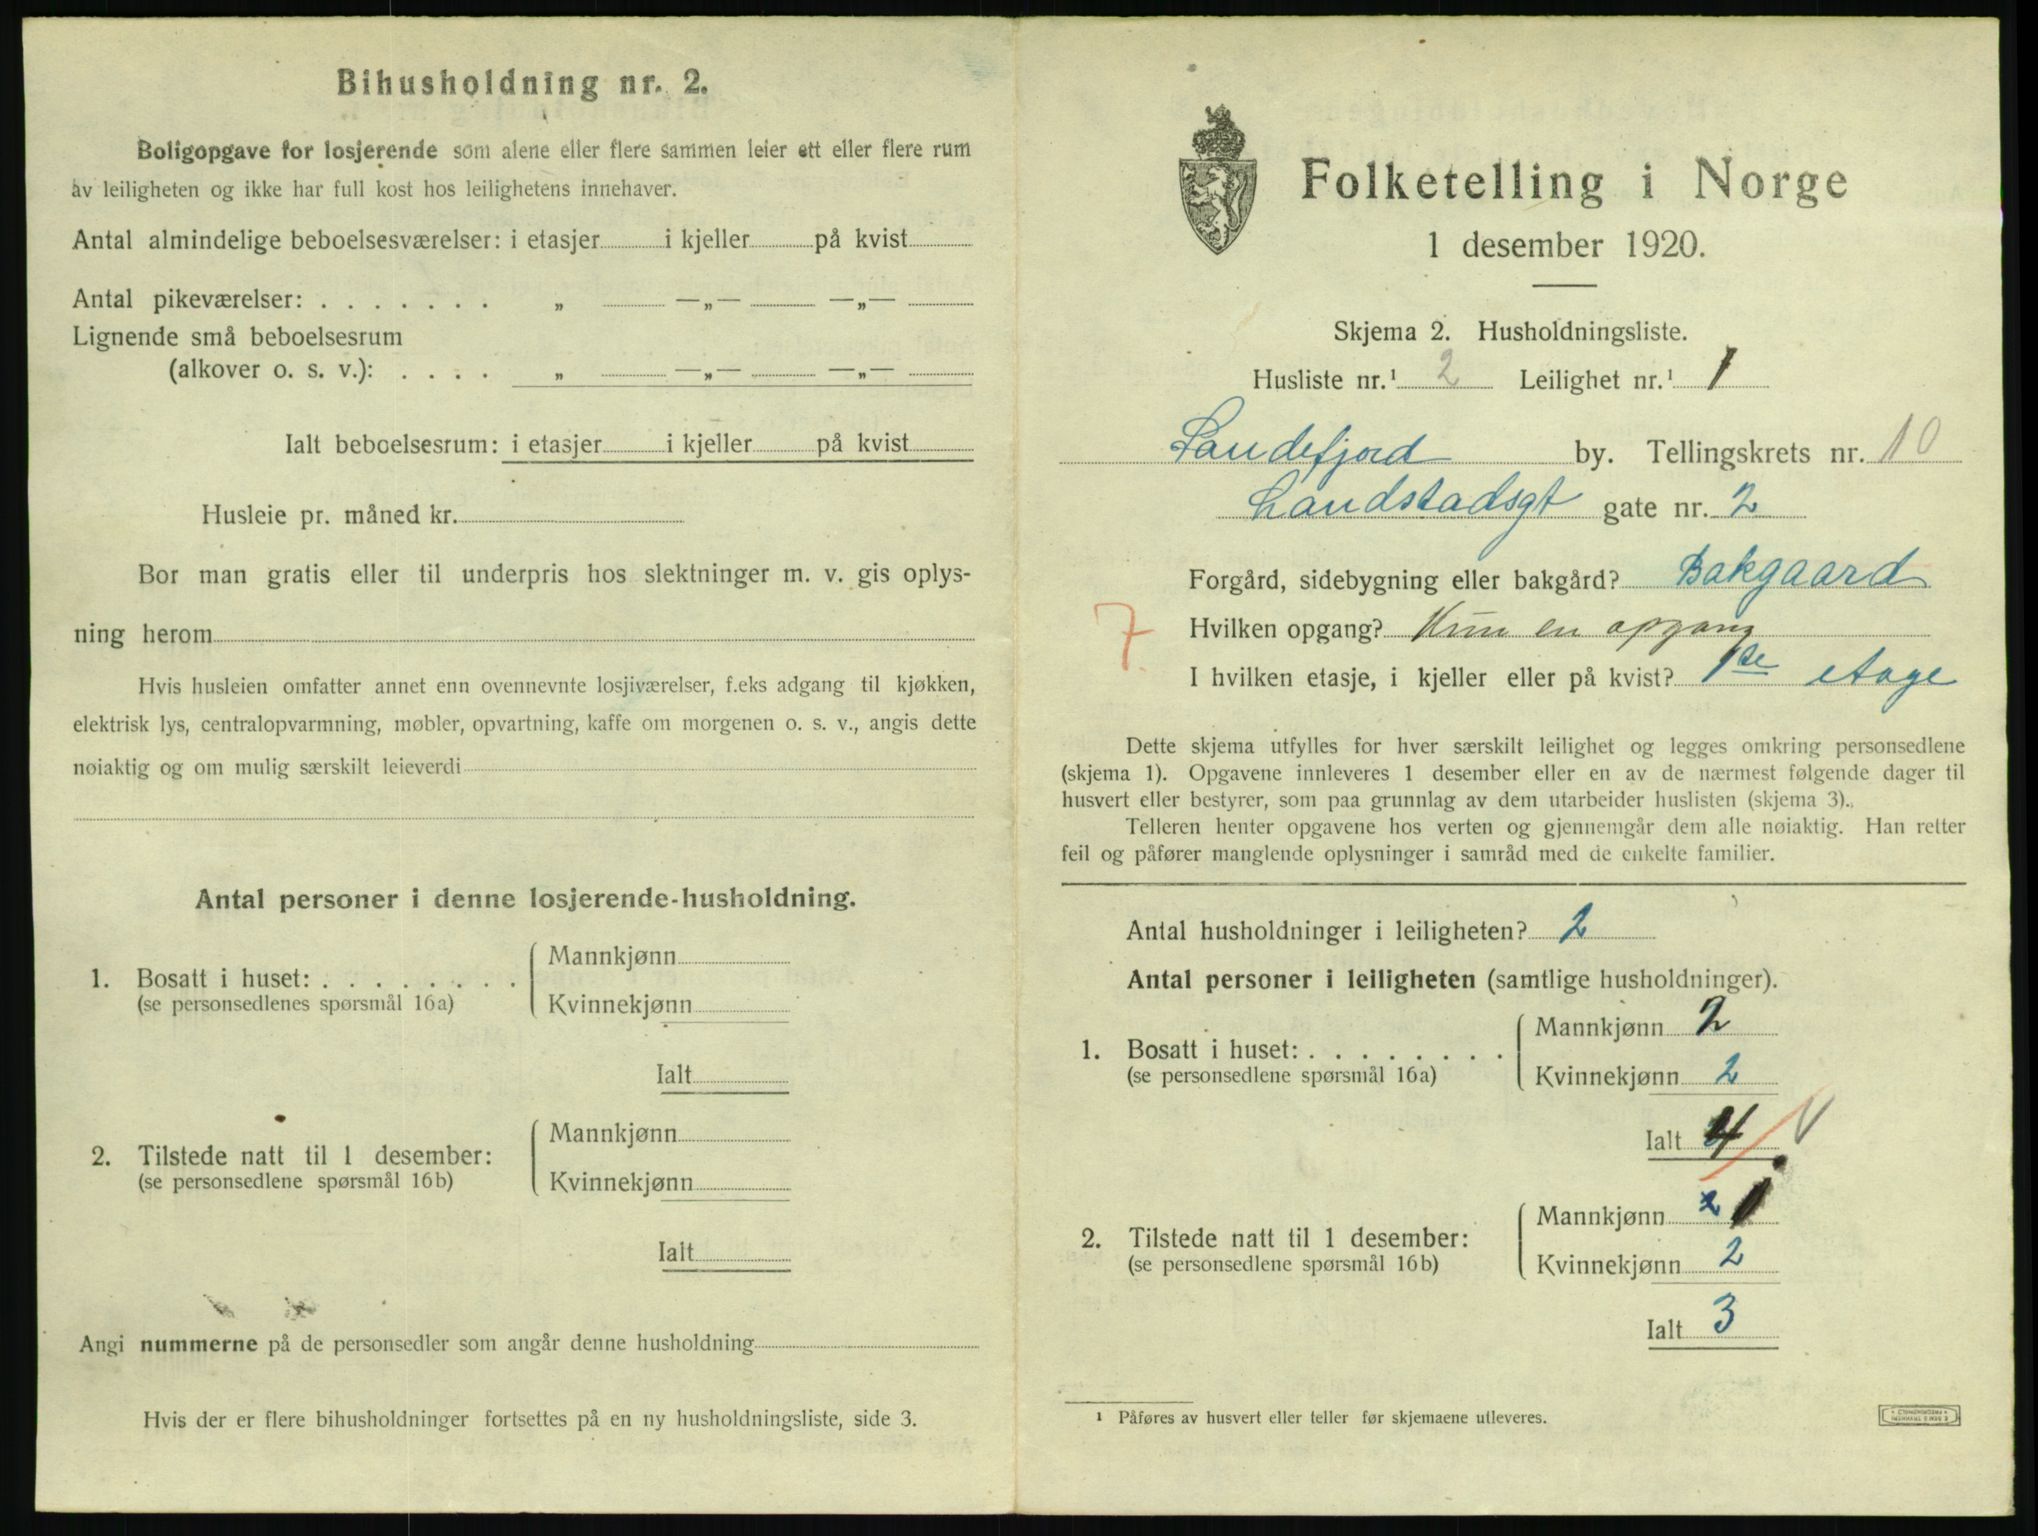 Bihusholdning nr. 2.
Boligopgave for losjerende som alene eller flere sammen leier ett eller flere rum
av leiligheten og ikke har full kost hos leilighetens innehaver.
Antal almindelige beboelsesværelser: i etasjer i kjeller på kvist
Antal pikeværelser: . . . . . . . „ —„— —„—
Lignende små beboelsesrum
(alkover o. s. v.): . . . . „ —„— —„—
Ialt beboelsesrum: i etasjer i kjeller på kvist
Husleie pr. måned kr.
Bor man gratis eller til underpris hos slektninger m. v. gis oplys-
ning herom
Hvis husleien omfatter annet enn ovennevnte losjiværelser, f.eks adgang til kjøkken,
elektrisk lys, centralopvarmning, møbler, opvartning, kaffe om morgenen o. s. v., angis dette
nøiaktig og om mulig særskilt leieverdi
Antal personer i denne losjerende-husholdning.
1. Bosatt i huset: . . . . . . . .
(se personsedlenes spørsmål 16a)
Mannkjønn
Kvinnekjønn
Ialt
2. Tilstede natt til 1 desember:
(se personsedlene spørsmål 16b)
Mannkjønn
Kvinnekjønn
Ialt
Angi nummerne på de personsedler som angår denne husholdning
Hvis der er flere bihusholdninger fortsettes på en ny husholdningsliste, side 3.
Folketelling i Norge
1 desember 1920.
Skjema 2. Husholdningsliste.
Husliste nr.¹ 2 Leilighet nr.¹ 1
Sandefjord by. Tellingskrets nr. 10
Landstadsgt gate nr. 2
Forgård, sidebygning eller bakgård? Bakgaard
7 Hvilken opgang? Kun en opgang
I hvilken etasje, i kjeller eller på kvist? 1ste etage
Dette skjema utfylles for hver særskilt leilighet og legges omkring personsedlene
(skjema 1). Opgavene innleveres 1 desember eller en av de nærmest følgende dager til
husvert eller bestyrer, som paa grunnlag av dem utarbeider huslisten (skjema 3).
Telleren henter opgavene hos verten og gjennemgår dem alle nøiaktig. Han retter
feil og påfører manglende oplysninger i samråd med de enkelte familier.
Antal husholdninger i leiligheten? 2
Antal personer i leiligheten (samtlige husholdninger).
1. Bosatt i huset: . . . . . . . .
(se personsedlene spørsmål 16a)
Mannkjønn 2
Kvinnekjønn 2
Ialt 4
2. Tilstede natt til 1 desember:
(se personsedlene spørsmål 16b)
Mannkjønn 2 1
Kvinnekjønn 2
Ialt 3
¹ Påføres av husvert eller teller før skjemaene utleveres.